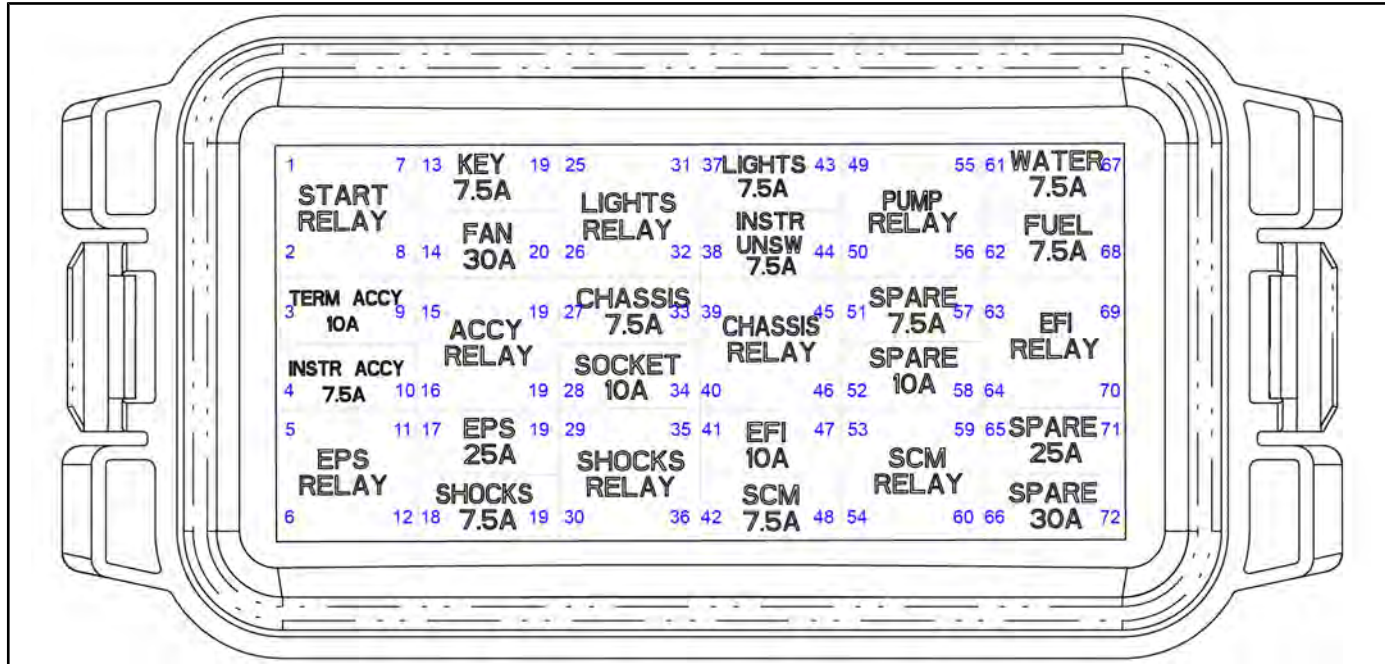 1 7 13 KEY 19 25 31 37 LIGHTS 43 49 55 61 WATER 67
7.5A 7.5A 7.5A
START RELAY LIGHTS RELAY PUMP RELAY
FAN INSTR UNSW FUEL
2 8 14 30A 20 26 32 38 7.5A 44 50 56 62 7.5A 68
TERM ACCY CHASSIS SPARE
3 10A 9 15 19 27 7.5A 33 39 45 51 7.5A 57 63 69
ACCY RELAY CHASSIS RELAY EFI RELAY
INSTR ACCY SOCKET SPARE
4 7.5A 10 16 19 28 10A 34 40 46 52 10A 58 64 70
5 11 17 EPS 19 29 35 41 EFI 47 53 59 65 SPARE 71
25A 10A 25A
EPS RELAY SHOCKS RELAY SCM RELAY
SHOCKS SCM SPARE
6 12 18 7.5A 19 30 36 42 7.5A 48 54 60 66 30A 72